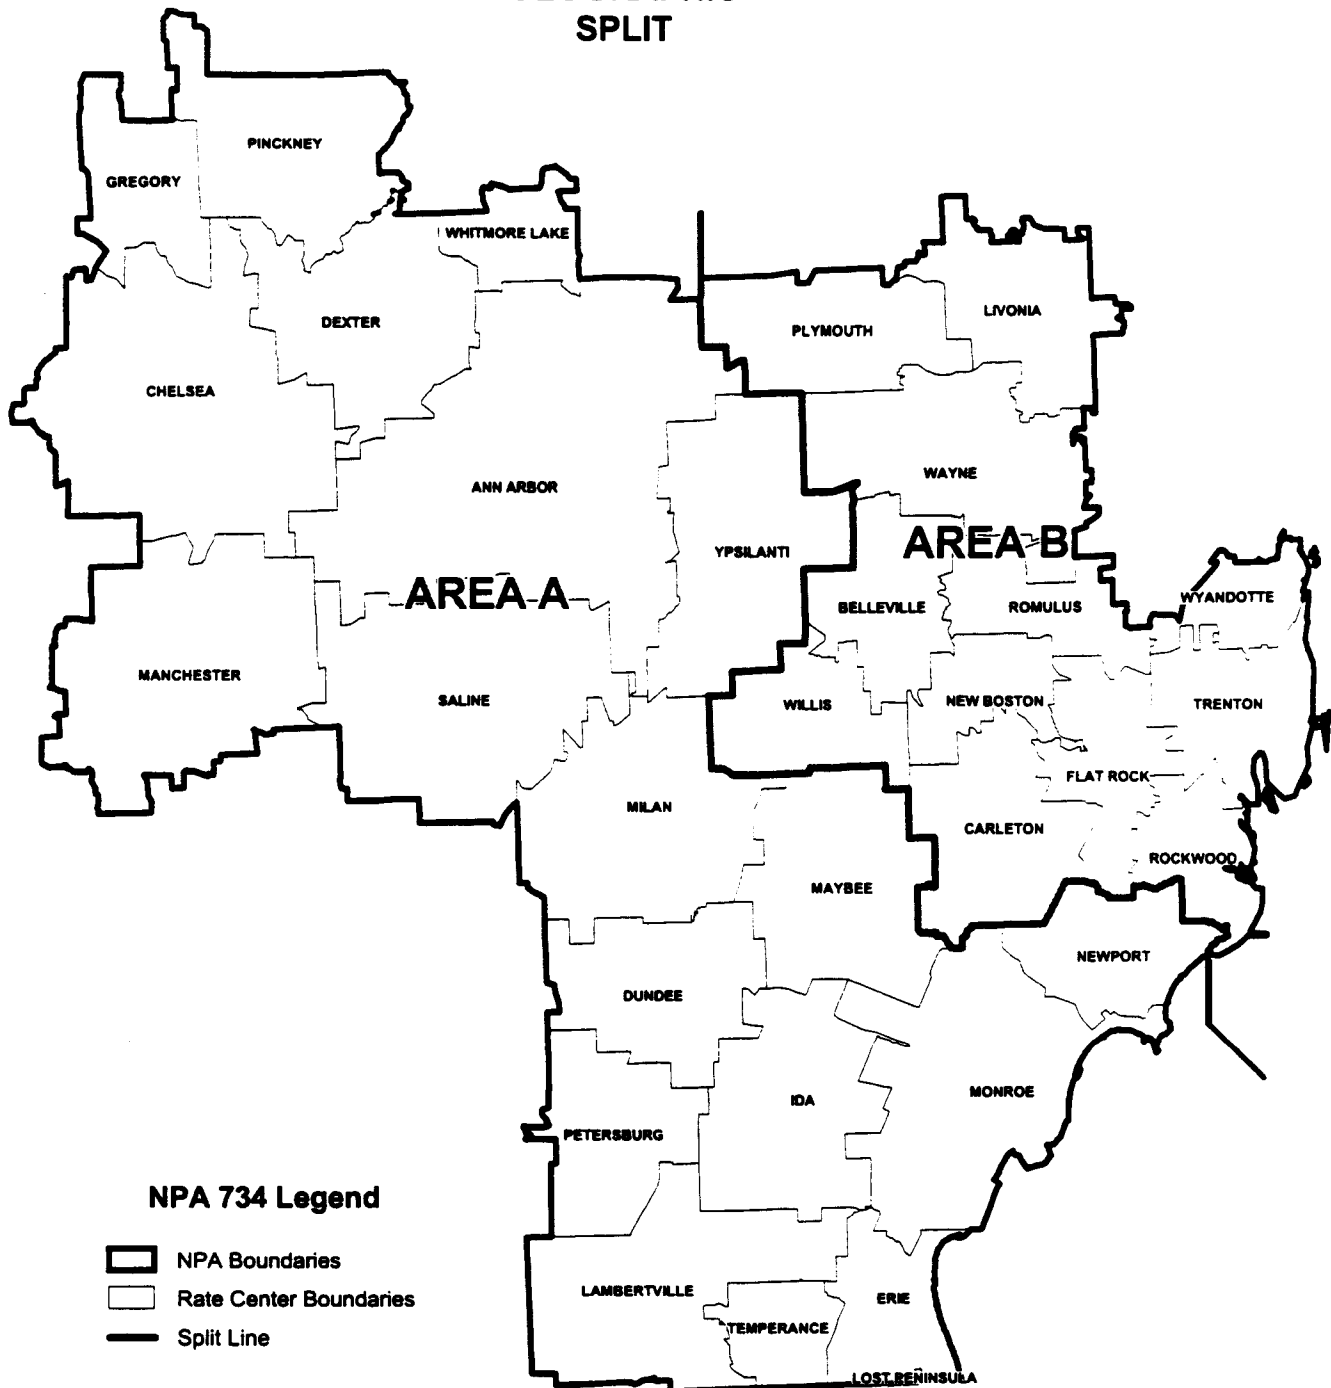 SPLIT
PINCKNEY
GREGORY
WHITMORE LAKE
LIVONIA
DEXTER
PLYMOUTH
CHELSEA
WAYNE
ANN ARBOR
YPSILANTI
AREA B
AREA A
WYANDOTTE
BELLEVILLE
ROMULUS
MANCHESTER
SALINE
WILLIS
NEW BOSTON
TRENTON
FLAT ROCK
MILAN
CARLETON
ROCKWOOD
MAYBEE
NEWPORT
DUNDEE
MONROE
IDA
PETERSBURG
NPA 734 Legend
NPA Boundaries
Rate Center Boundaries
Split Line
LAMBERTVILLE
ERIE
TEMPERANCE
LOST PENINSULA